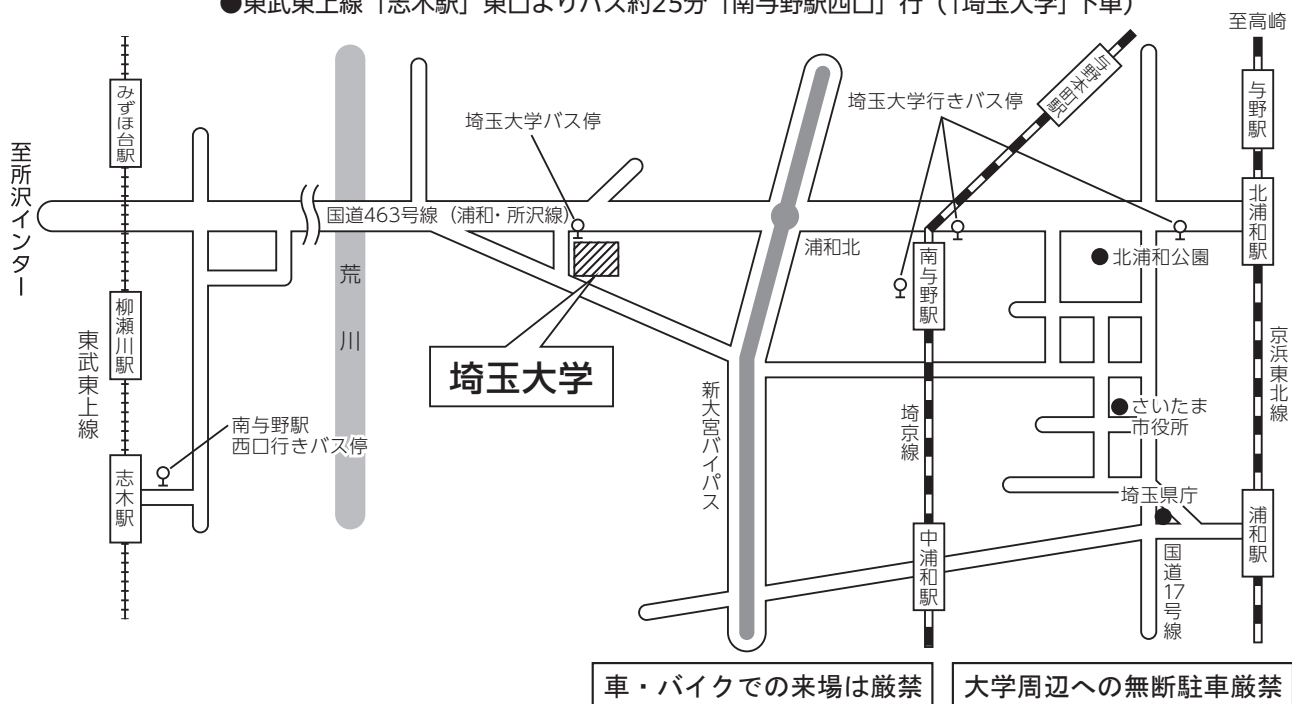 ●東武東上線「志木駅」東口よりバス約25分「南与野駅西口」行（「埼玉大学」下車）
至高崎
みずほ台駅
与野本町駅
与野駅
埼玉大学行きバス停
埼玉大学バス停
至所沢インター
国道463号線（浦和・所沢線）
北浦和駅
浦和北
南与野駅
北浦和公園
荒川
柳瀬川駅
東武東上線
京浜東北線
埼玉大学
新大宮バイパス
埼京線
さいたま
市役所
南与野駅
西口行きバス停
志木駅
埼玉県庁
浦和駅
中浦和駅
国道17号線
車・バイクでの来場は厳禁
大学周辺への無断駐車厳禁